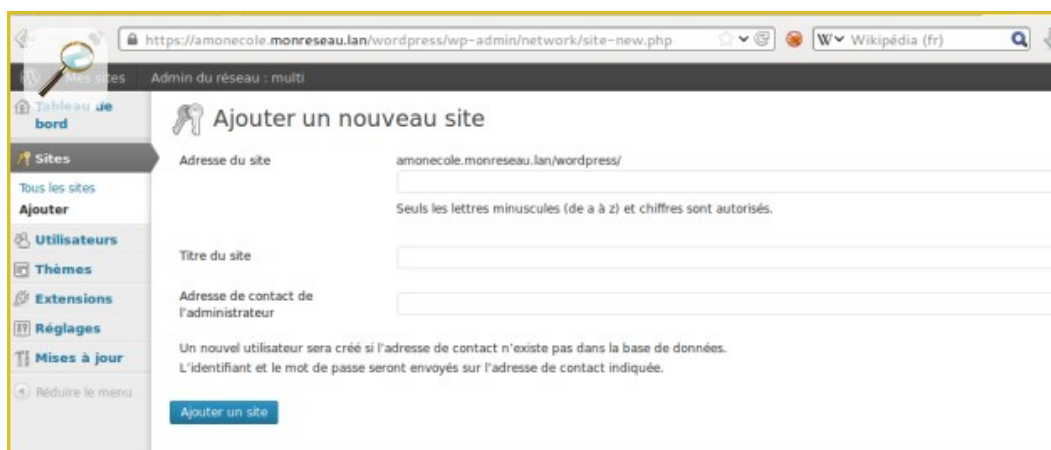 https://amonecole.monreseau.lan/wordpress/wp-admin/network/site-new.php
W Wikipédia (fr)
Mes sites Admin du réseau : multi
Tableau de bord
Sites
Tous les sites
Ajouter
Utilisateurs
Thèmes
Extensions
Réglages
Mises à jour
Réduire le menu
Ajouter un nouveau site
Adresse du site
amonecole.monreseau.lan/wordpress/
Seuls les lettres minuscules (de a à z) et chiffres sont autorisés.
Titre du site
Adresse de contact de
l'administrateur
Un nouvel utilisateur sera créé si l'adresse de contact n'existe pas dans la base de données.
L'identifiant et le mot de passe seront envoyés sur l'adresse de contact indiquée.
Ajouter un site